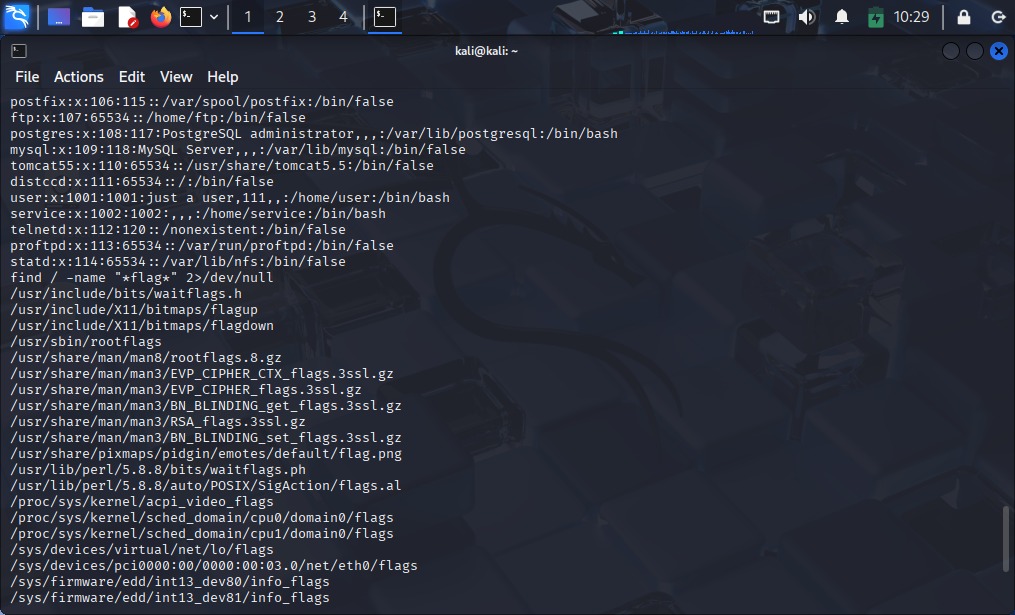 1 2 3 4 10:29
kali@kali: ~
File Actions Edit View Help
postfix:x:106:115::/var/spool/postfix:/bin/false
ftp:x:107:65534::/home/ftp:/bin/false
postgres:x:108:117:PostgreSQL administrator,,,:/var/lib/postgresql:/bin/bash
mysql:x:109:118:MySQL Server,,,:/var/lib/mysql:/bin/false
tomcat55:x:110:65534::/usr/share/tomcat5.5:/bin/false
distccd:x:111:65534::/:/bin/false
user:x:1001:1001:just a user,111,,:/home/user:/bin/bash
service:x:1002:1002:,,,:/home/service:/bin/bash
telnetd:x:112:120::/nonexistent:/bin/false
proftpd:x:113:65534::/var/run/proftpd:/bin/false
statd:x:114:65534::/var/lib/nfs:/bin/false
find / -name "*flag*" 2>/dev/null
/usr/include/bits/waitflags.h
/usr/include/X11/bitmaps/flagup
/usr/include/X11/bitmaps/flagdown
/usr/sbin/rootflags
/usr/share/man/man8/rootflags.8.gz
/usr/share/man/man3/EVP_CIPHER_CTX_flags.3ssl.gz
/usr/share/man/man3/EVP_CIPHER_flags.3ssl.gz
/usr/share/man/man3/BN_BLINDING_get_flags.3ssl.gz
/usr/share/man/man3/RSA_flags.3ssl.gz
/usr/share/man/man3/BN_BLINDING_set_flags.3ssl.gz
/usr/share/pixmaps/pidgin/emotes/default/flag.png
/usr/lib/perl/5.8.8/bits/waitflags.ph
/usr/lib/perl/5.8.8/auto/POSIX/SigAction/flags.al
/proc/sys/kernel/acpi_video_flags
/proc/sys/kernel/sched_domain/cpu0/domain0/flags
/proc/sys/kernel/sched_domain/cpu1/domain0/flags
/sys/devices/virtual/net/lo/flags
/sys/devices/pci0000:00/0000:00:03.0/net/eth0/flags
/sys/firmware/edd/int13_dev80/info_flags
/sys/firmware/edd/int13_dev81/info_flags